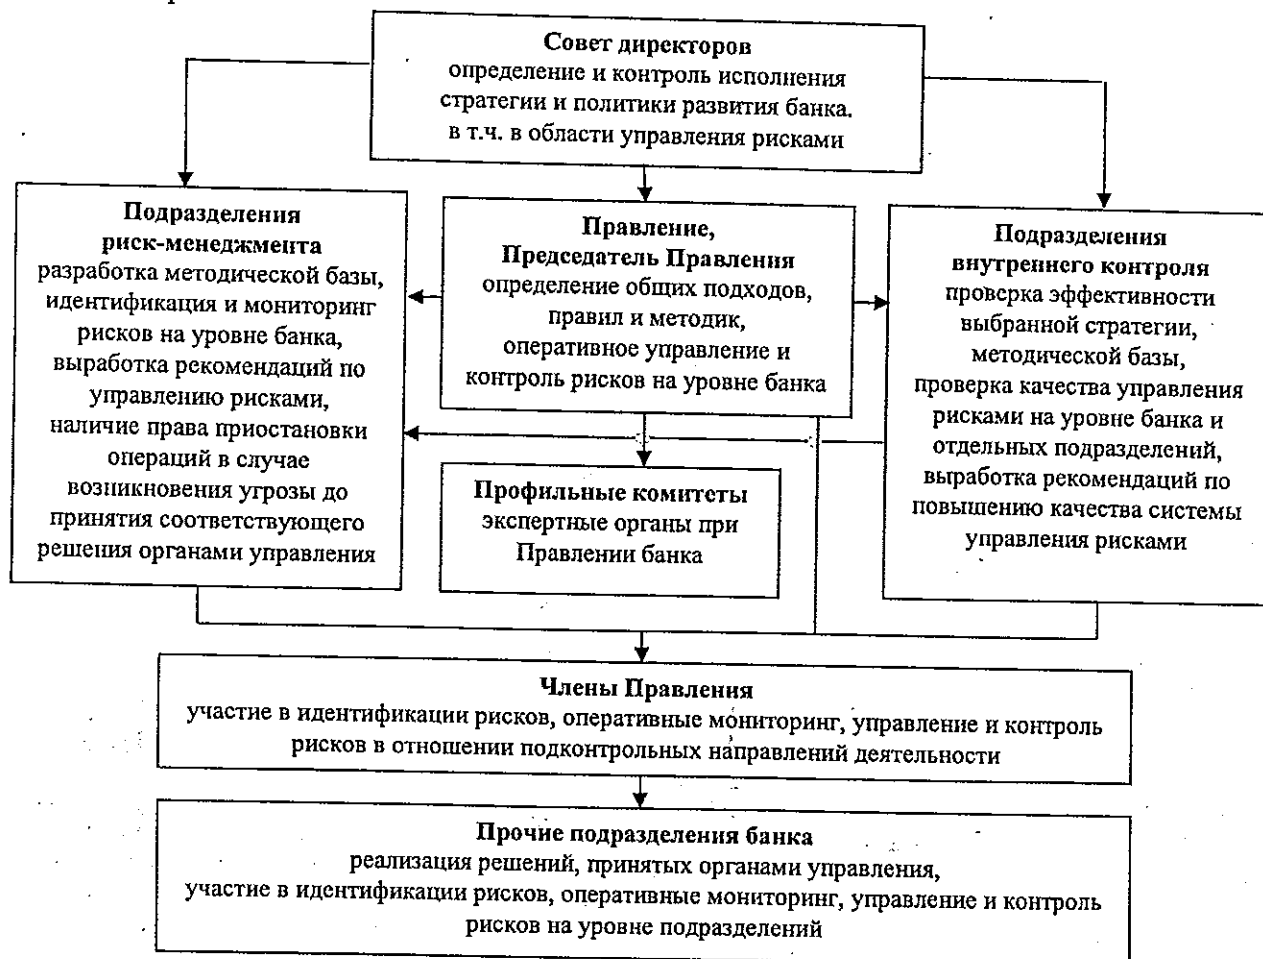 Совет директоров
определение и контроль исполнения
стратегии и политики развития банка.
в т.ч. в области управления рисками
Подразделения
риск-менеджмента
разработка методической базы,
идентификация и мониторинг
рисков на уровне банка,
выработка рекомендаций по
управлению рисками,
наличие права приостановки
операций в случае
возникновения угрозы до
принятия соответствующего
решения органами управления
Правление,
Председатель Правления
определение общих подходов,
правил и методик,
оперативное управление и
контроль рисков на уровне банка
Подразделения
внутреннего контроля
проверка эффективности
выбранной стратегии,
методической базы,
проверка качества управления
рисками на уровне банка и
отдельных подразделений,
выработка рекомендаций по
повышению качества системы
управления рисками
Профильные комитеты
экспертные органы при
Правлении банка
Члены Правления
участие в идентификации рисков, оперативные мониторинг, управление и контроль
рисков в отношении подконтрольных направлений деятельности
Прочие подразделения банка
реализация решений, принятых органами управления,
участие в идентификации рисков, оперативные мониторинг, управление и контроль
рисков на уровне подразделений